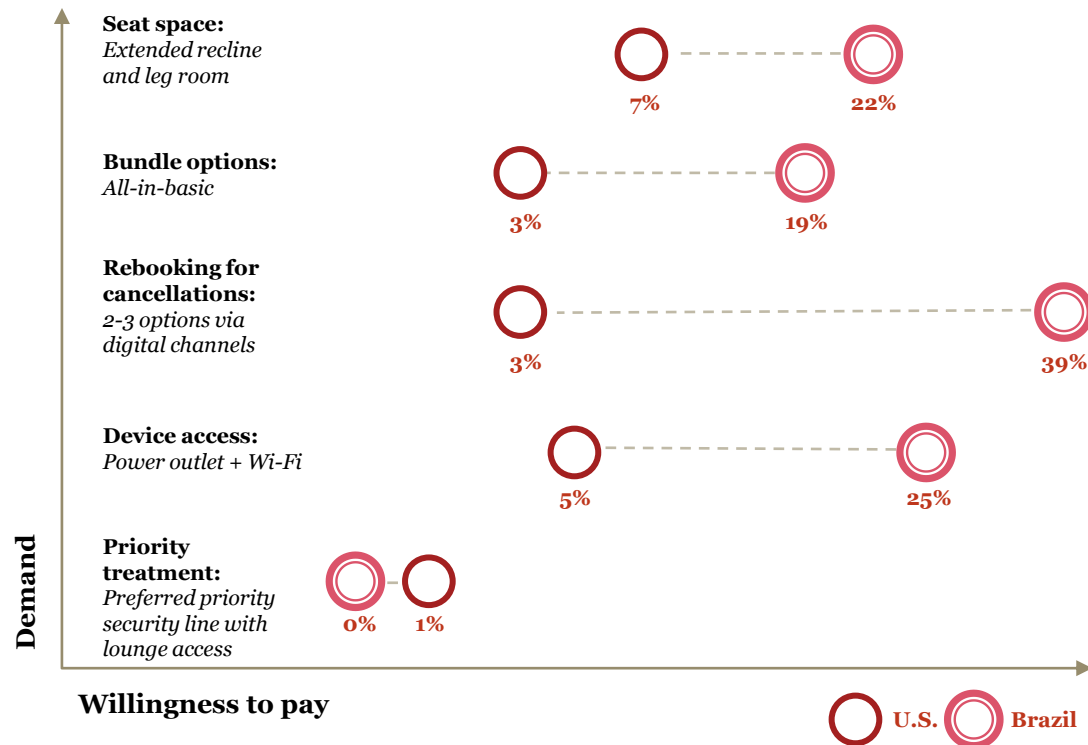 Seat space:
Extended recline
and leg room
7%
22%
Bundle options:
All-in-basic
3%
19%
Rebooking for
cancellations:
2-3 options via
digital channels
3%
39%
Device access:
Power outlet + Wi-Fi
5%
25%
Priority
treatment:
Preferred priority
security line with
lounge access
0%
1%
Demand
Willingness to pay
U.S.
Brazil